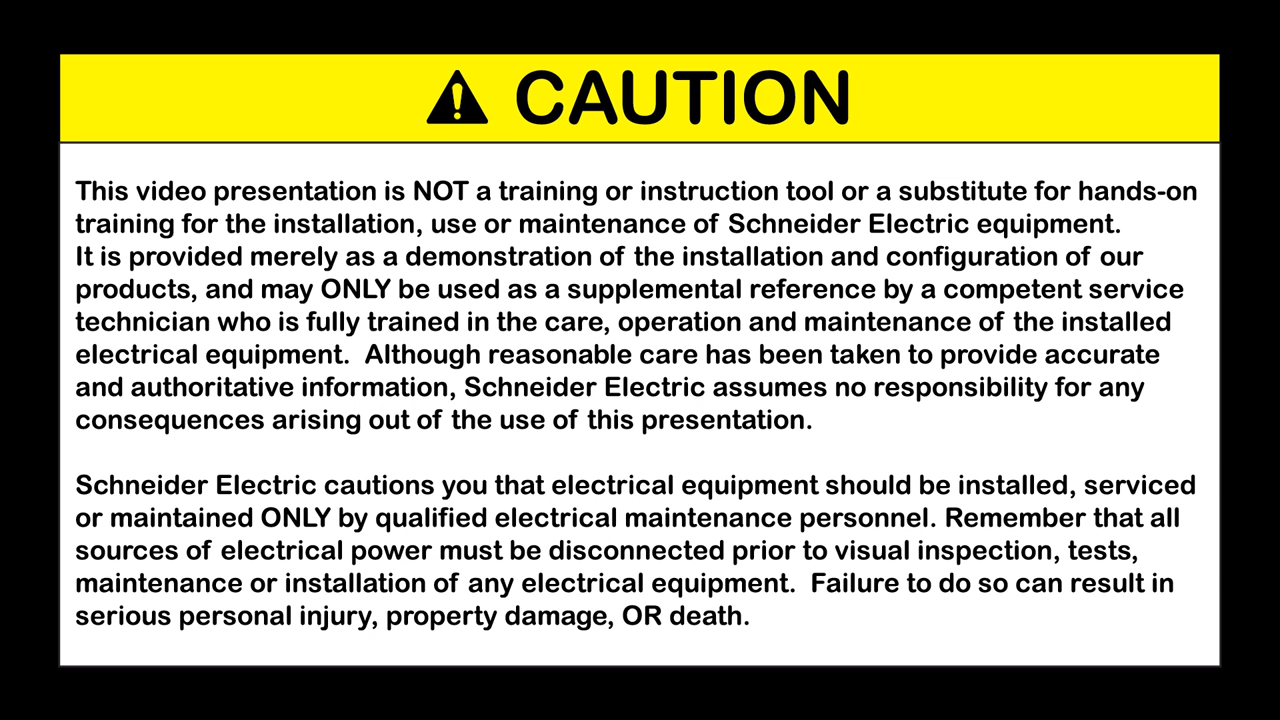 CAUTION
This video presentation is NOT a training or instruction tool or a substitute for hands-on
training for the installation, use or maintenance of Schneider Electric equipment.
It is provided merely as a demonstration of the installation and configuration of our
products, and may ONLY be used as a supplemental reference by a competent service
technician who is fully trained in the care, operation and maintenance of the installed
electrical equipment.  Although reasonable care has been taken to provide accurate
and authoritative information, Schneider Electric assumes no responsibility for any
consequences arising out of the use of this presentation.
Schneider Electric cautions you that electrical equipment should be installed, serviced
or maintained ONLY by qualified electrical maintenance personnel. Remember that all
sources of electrical power must be disconnected prior to visual inspection, tests,
maintenance or installation of any electrical equipment.  Failure to do so can result in
serious personal injury, property damage, OR death.